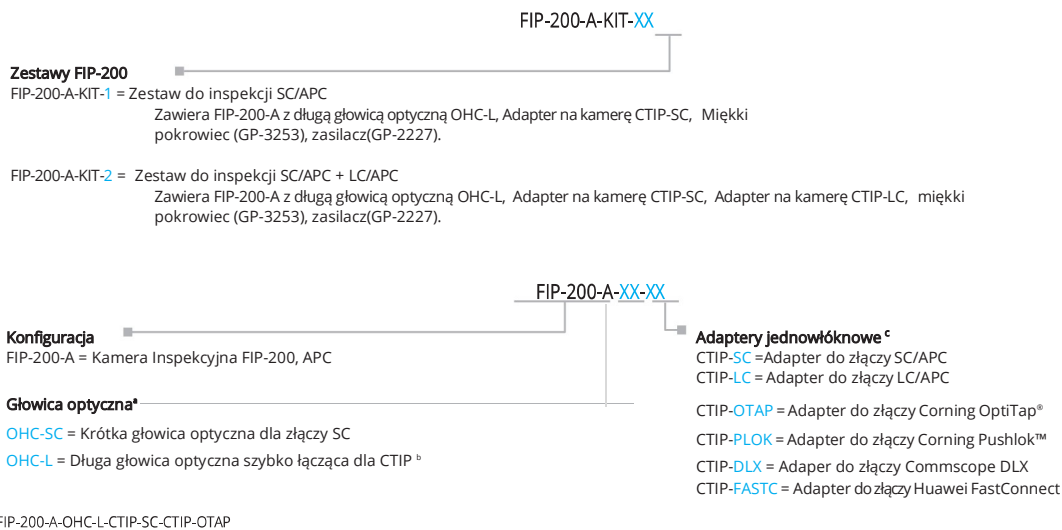 FIP-200-A-KIT-XX
Zestawy FIP-200
FIP-200-A-KIT-1 = Zestaw do inspekcji SC/APC
Zawiera FIP-200-A z długą głowicą optyczną OHC-L, Adapter na kamerę CTIP-SC, Miękki
pokrowiec (GP-3253), zasilacz(GP-2227).
FIP-200-A-KIT-2 = Zestaw do inspekcji SC/APC + LC/APC
Zawiera FIP-200-A z długą głowicą optyczną OHC-L, Adapter na kamerę CTIP-SC, Adapter na kamerę CTIP-LC, miękki
pokrowiec (GP-3253), zasilacz(GP-2227).
FIP-200-A-XX-XX
Konfiguracja
FIP-200-A = Kamera Inspekcyjna FIP-200, APC
Głowica optyczna ª
OHC-SC = Krótka głowica optyczna dla złączy SC
OHC-L = Długa głowica optyczna szybko łącząca dla CTIP ᵇ
Adaptery jednowłóknowe ᶜ
CTIP-SC =Adapter do złączy SC/APC
CTIP-LC = Adapter do złączy LC/APC
CTIP-OTAP = Adapter do złączy Corning OptiTap®
CTIP-PLOK = Adapter do złączy Corning Pushlok™
CTIP-DLX = Adaper do złączy Commscope DLX
CTIP-FASTC = Adapter do złączy Huawei FastConnect
FIP-200-A-OHC-L-CTIP-SC-CTIP-OTAP